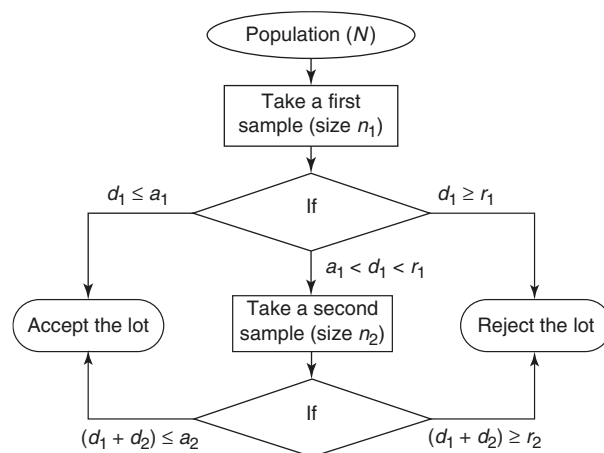 Population (N)
Take a first
sample (size n₁)
d₁ ≤ a₁
If
d₁ ≥ r₁
a₁ < d₁ < r₁
Accept the lot
Take a second
sample (size n₂)
Reject the lot
If
(d₁ + d₂) ≤ a₂
(d₁ + d₂) ≥ r₂